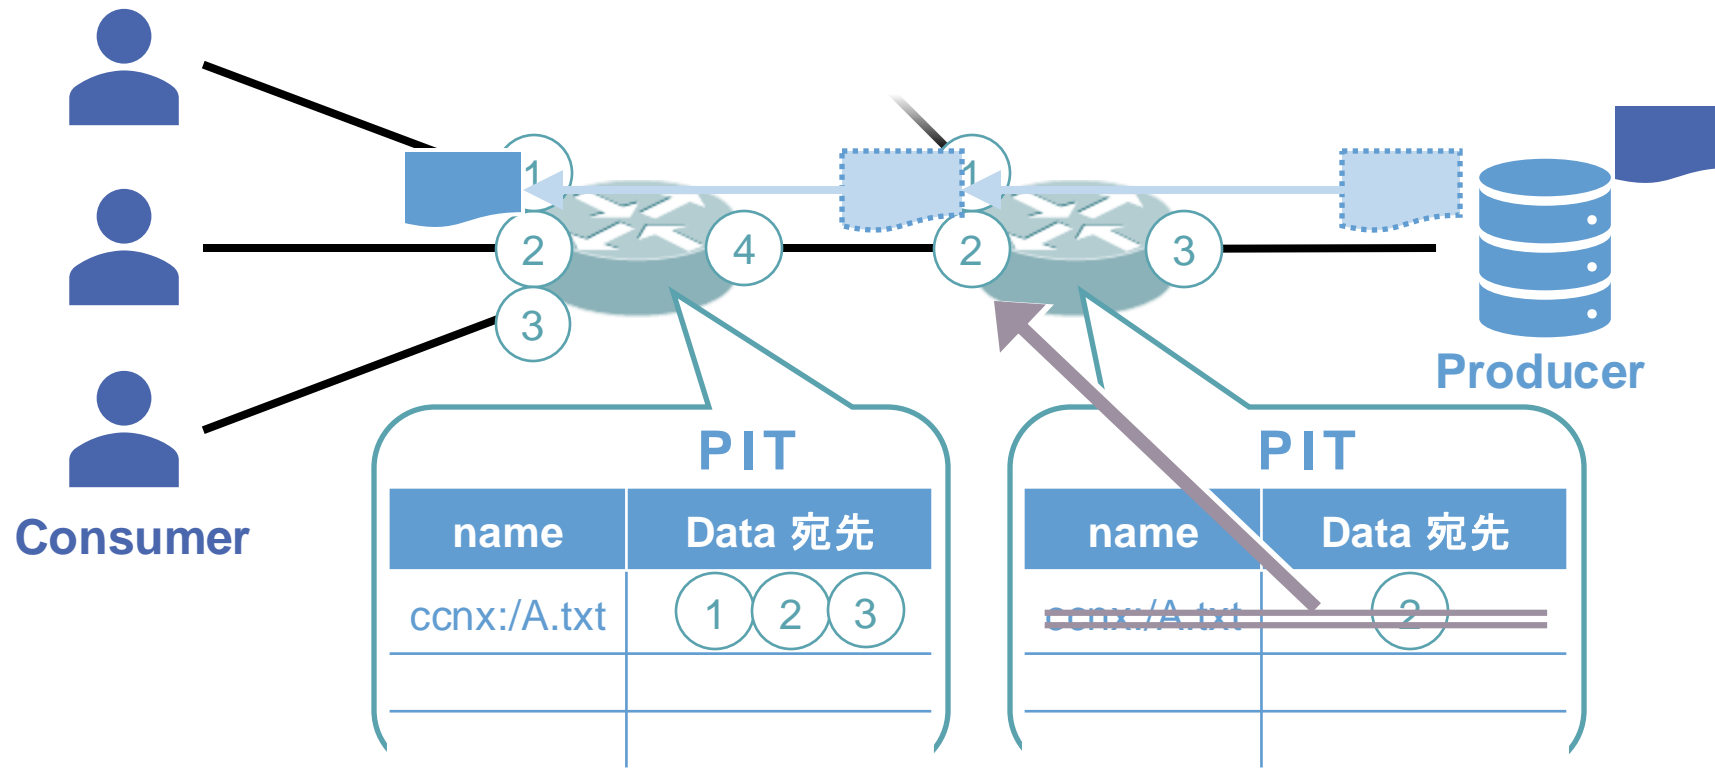 1
1
2
4
2
3
3
Producer
PIT
PIT
Consumer
name
Data 宛先
name
Data 宛先
ccnx:/A.txt
1
2
3
ccnx:/A.txt
2